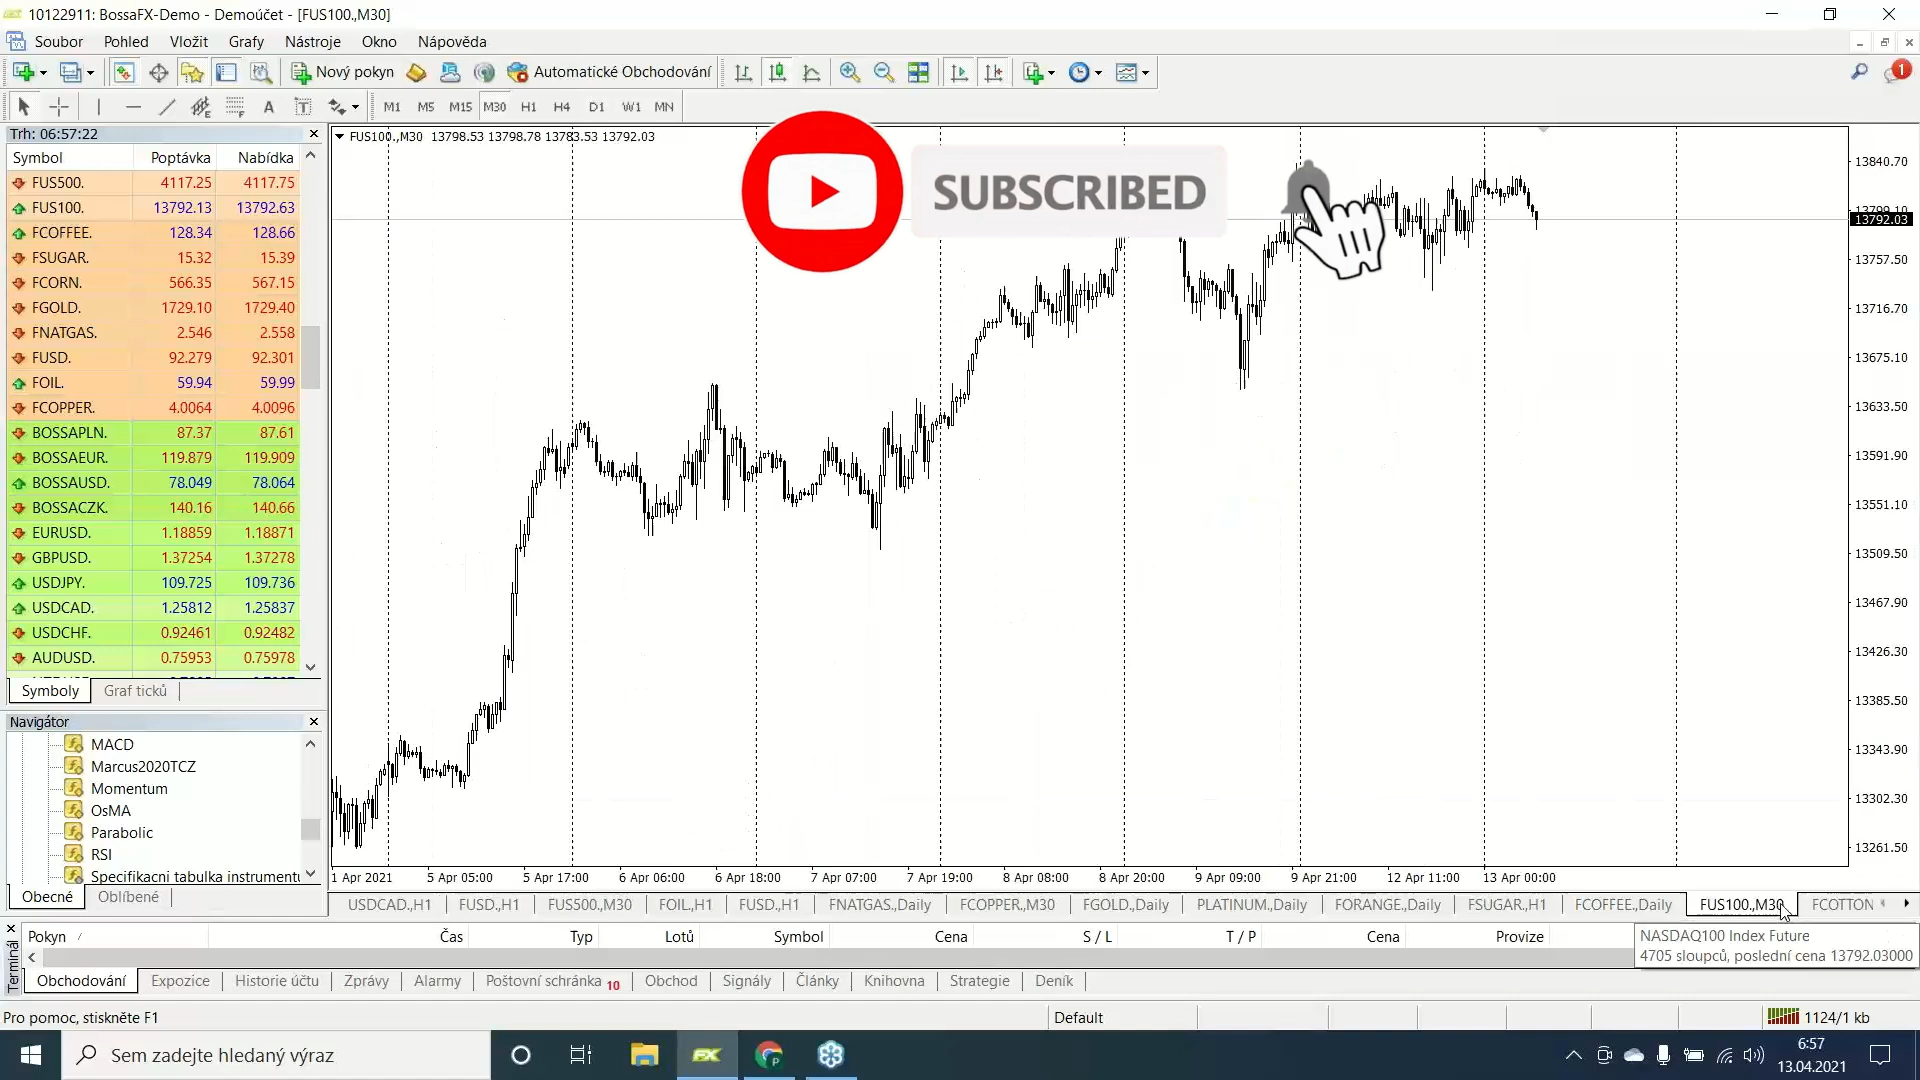 10122911: BossaFX-Demo - Demoúčet - [FUS100.,M30]
Soubor Pohled Vložit Grafy Nástroje Okno Nápověda
Nový pokyn Automatické Obchodování 1
A T M1 M5 M15 M30 H1 H4 D1 W1 MN
Trh: 06:57:22
Symbol Poptávka Nabídka
FUS500. 4117.25 4117.75
FUS100. 13792.13 13792.63
FCOFFEE. 128.34 128.66
FSUGAR. 15.32 15.39
FCORN. 566.35 567.15
FGOLD. 1729.10 1729.40
FNATGAS. 2.546 2.558
FUSD. 92.279 92.301
FOIL. 59.94 59.99
FCOPPER. 4.0064 4.0096
BOSSAPLN. 87.37 87.61
BOSSAEUR. 119.879 119.909
BOSSAUSD. 78.049 78.064
BOSSACZK. 140.16 140.66
EURUSD. 1.18859 1.18871
GBPUSD. 1.37254 1.37278
USDJPY. 109.725 109.736
USDCAD. 1.25812 1.25837
USDCHF. 0.92461 0.92482
AUDUSD. 0.75953 0.75978
Symboly Graf ticků
Navigátor
MACD
Marcus2020TCZ
Momentum
OsMA
Parabolic
RSI
Specifikacni tabulka instrumentu
Obecné Oblíbené
FUS100.,M30 13798.53 13798.78 13783.53 13792.03
SUBSCRIBED
13840.70
13792.03
13757.50
13716.70
13675.10
13633.50
13591.90
13551.10
13509.50
13467.90
13426.30
13385.50
13343.90
13302.30
13261.50
1 Apr 2021 5 Apr 05:00 5 Apr 17:00 6 Apr 06:00 6 Apr 18:00 7 Apr 07:00 7 Apr 19:00 8 Apr 08:00 8 Apr 20:00 9 Apr 09:00 9 Apr 21:00 12 Apr 11:00 13 Apr 00:00
USDCAD.,H1 FUSD.,H1 FUS500.,M30 FOIL.,H1 FUSD.,H1 FNATGAS.,Daily FCOPPER.,M30 FGOLD.,Daily PLATINUM.,Daily FORANGE.,Daily FSUGAR.,H1 FCOFFEE.,Daily FUS100.,M30 FCOTTON
Pokyn Čas Typ Lotů Symbol Cena S / L T / P Cena Provize
NASDAQ100 Index Future
4705 sloupců, poslední cena 13792.03000
Terminál
Obchodování Expozice Historie účtu Zprávy Alarmy Poštovní schránka 10 Obchod Signály Články Knihovna Strategie Deník
Pro pomoc, stiskněte F1 Default 1124/1 kb
Sem zadejte hledaný výraz
FX
P
6:57
13.04.2021